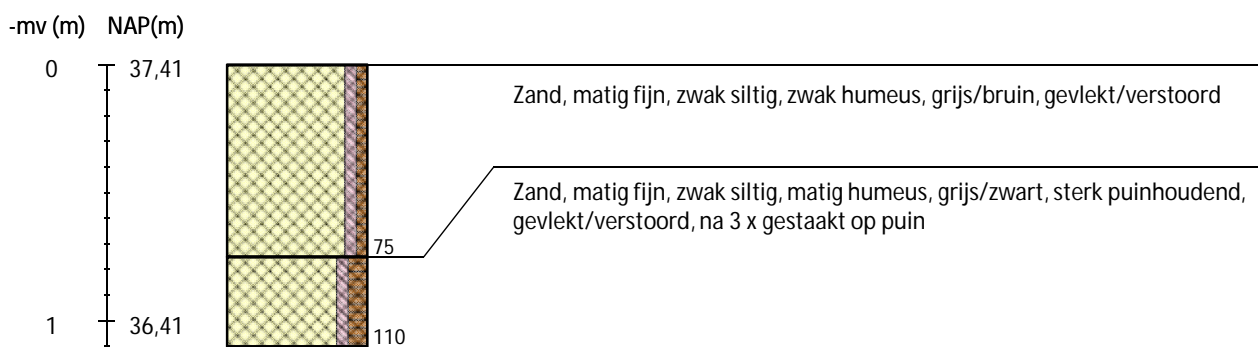 -mv (m) NAP(m)
0 37,41
Zand, matig fijn, zwak siltig, zwak humeus, grijs/bruin, gevlekt/verstoord
Zand, matig fijn, zwak siltig, matig humeus, grijs/zwart, sterk puinhoudend,
gevlekt/verstoord, na 3 x gestaakt op puin
75
1 36,41
110